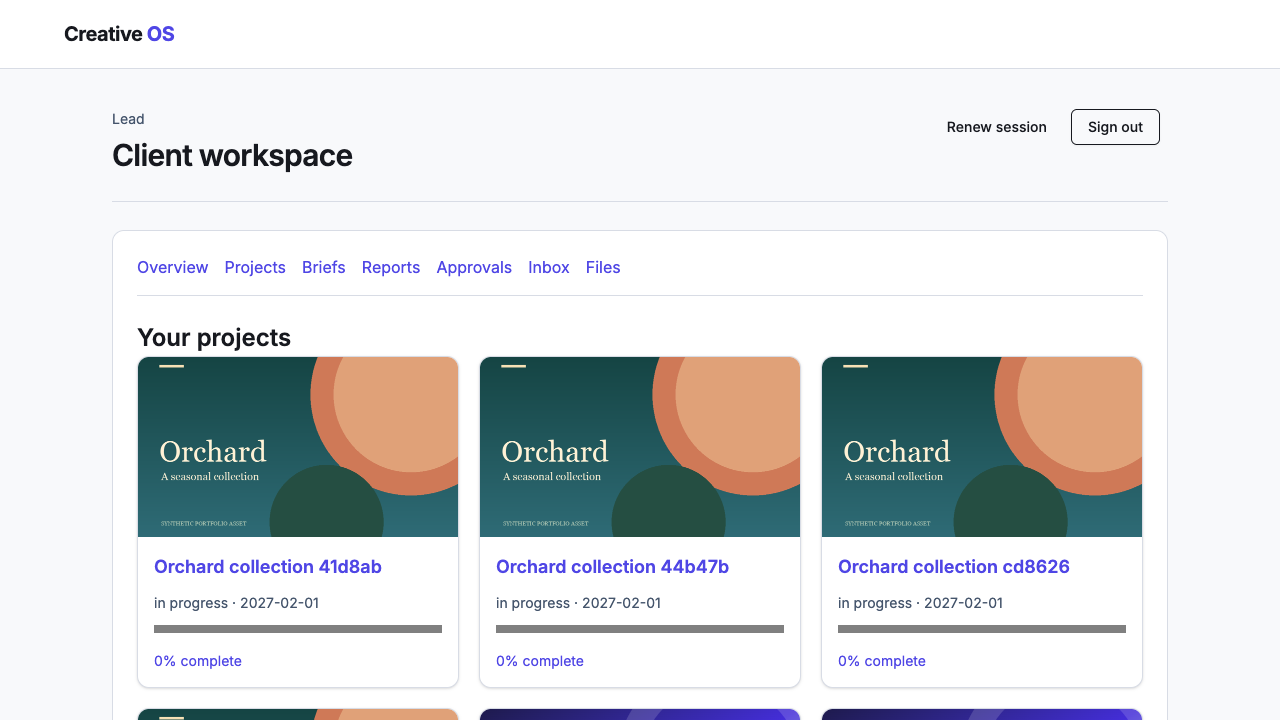 Creative OS
Lead
Client workspace
Renew session
Sign out
Overview Projects Briefs Reports Approvals Inbox Files
Your projects
Orchard
A seasonal collection
SYNTHETIC PORTFOLIO ASSET
Orchard collection 41d8ab
in progress · 2027-02-01
0% complete
Orchard
A seasonal collection
SYNTHETIC PORTFOLIO ASSET
Orchard collection 44b47b
in progress · 2027-02-01
0% complete
Orchard
A seasonal collection
SYNTHETIC PORTFOLIO ASSET
Orchard collection cd8626
in progress · 2027-02-01
0% complete